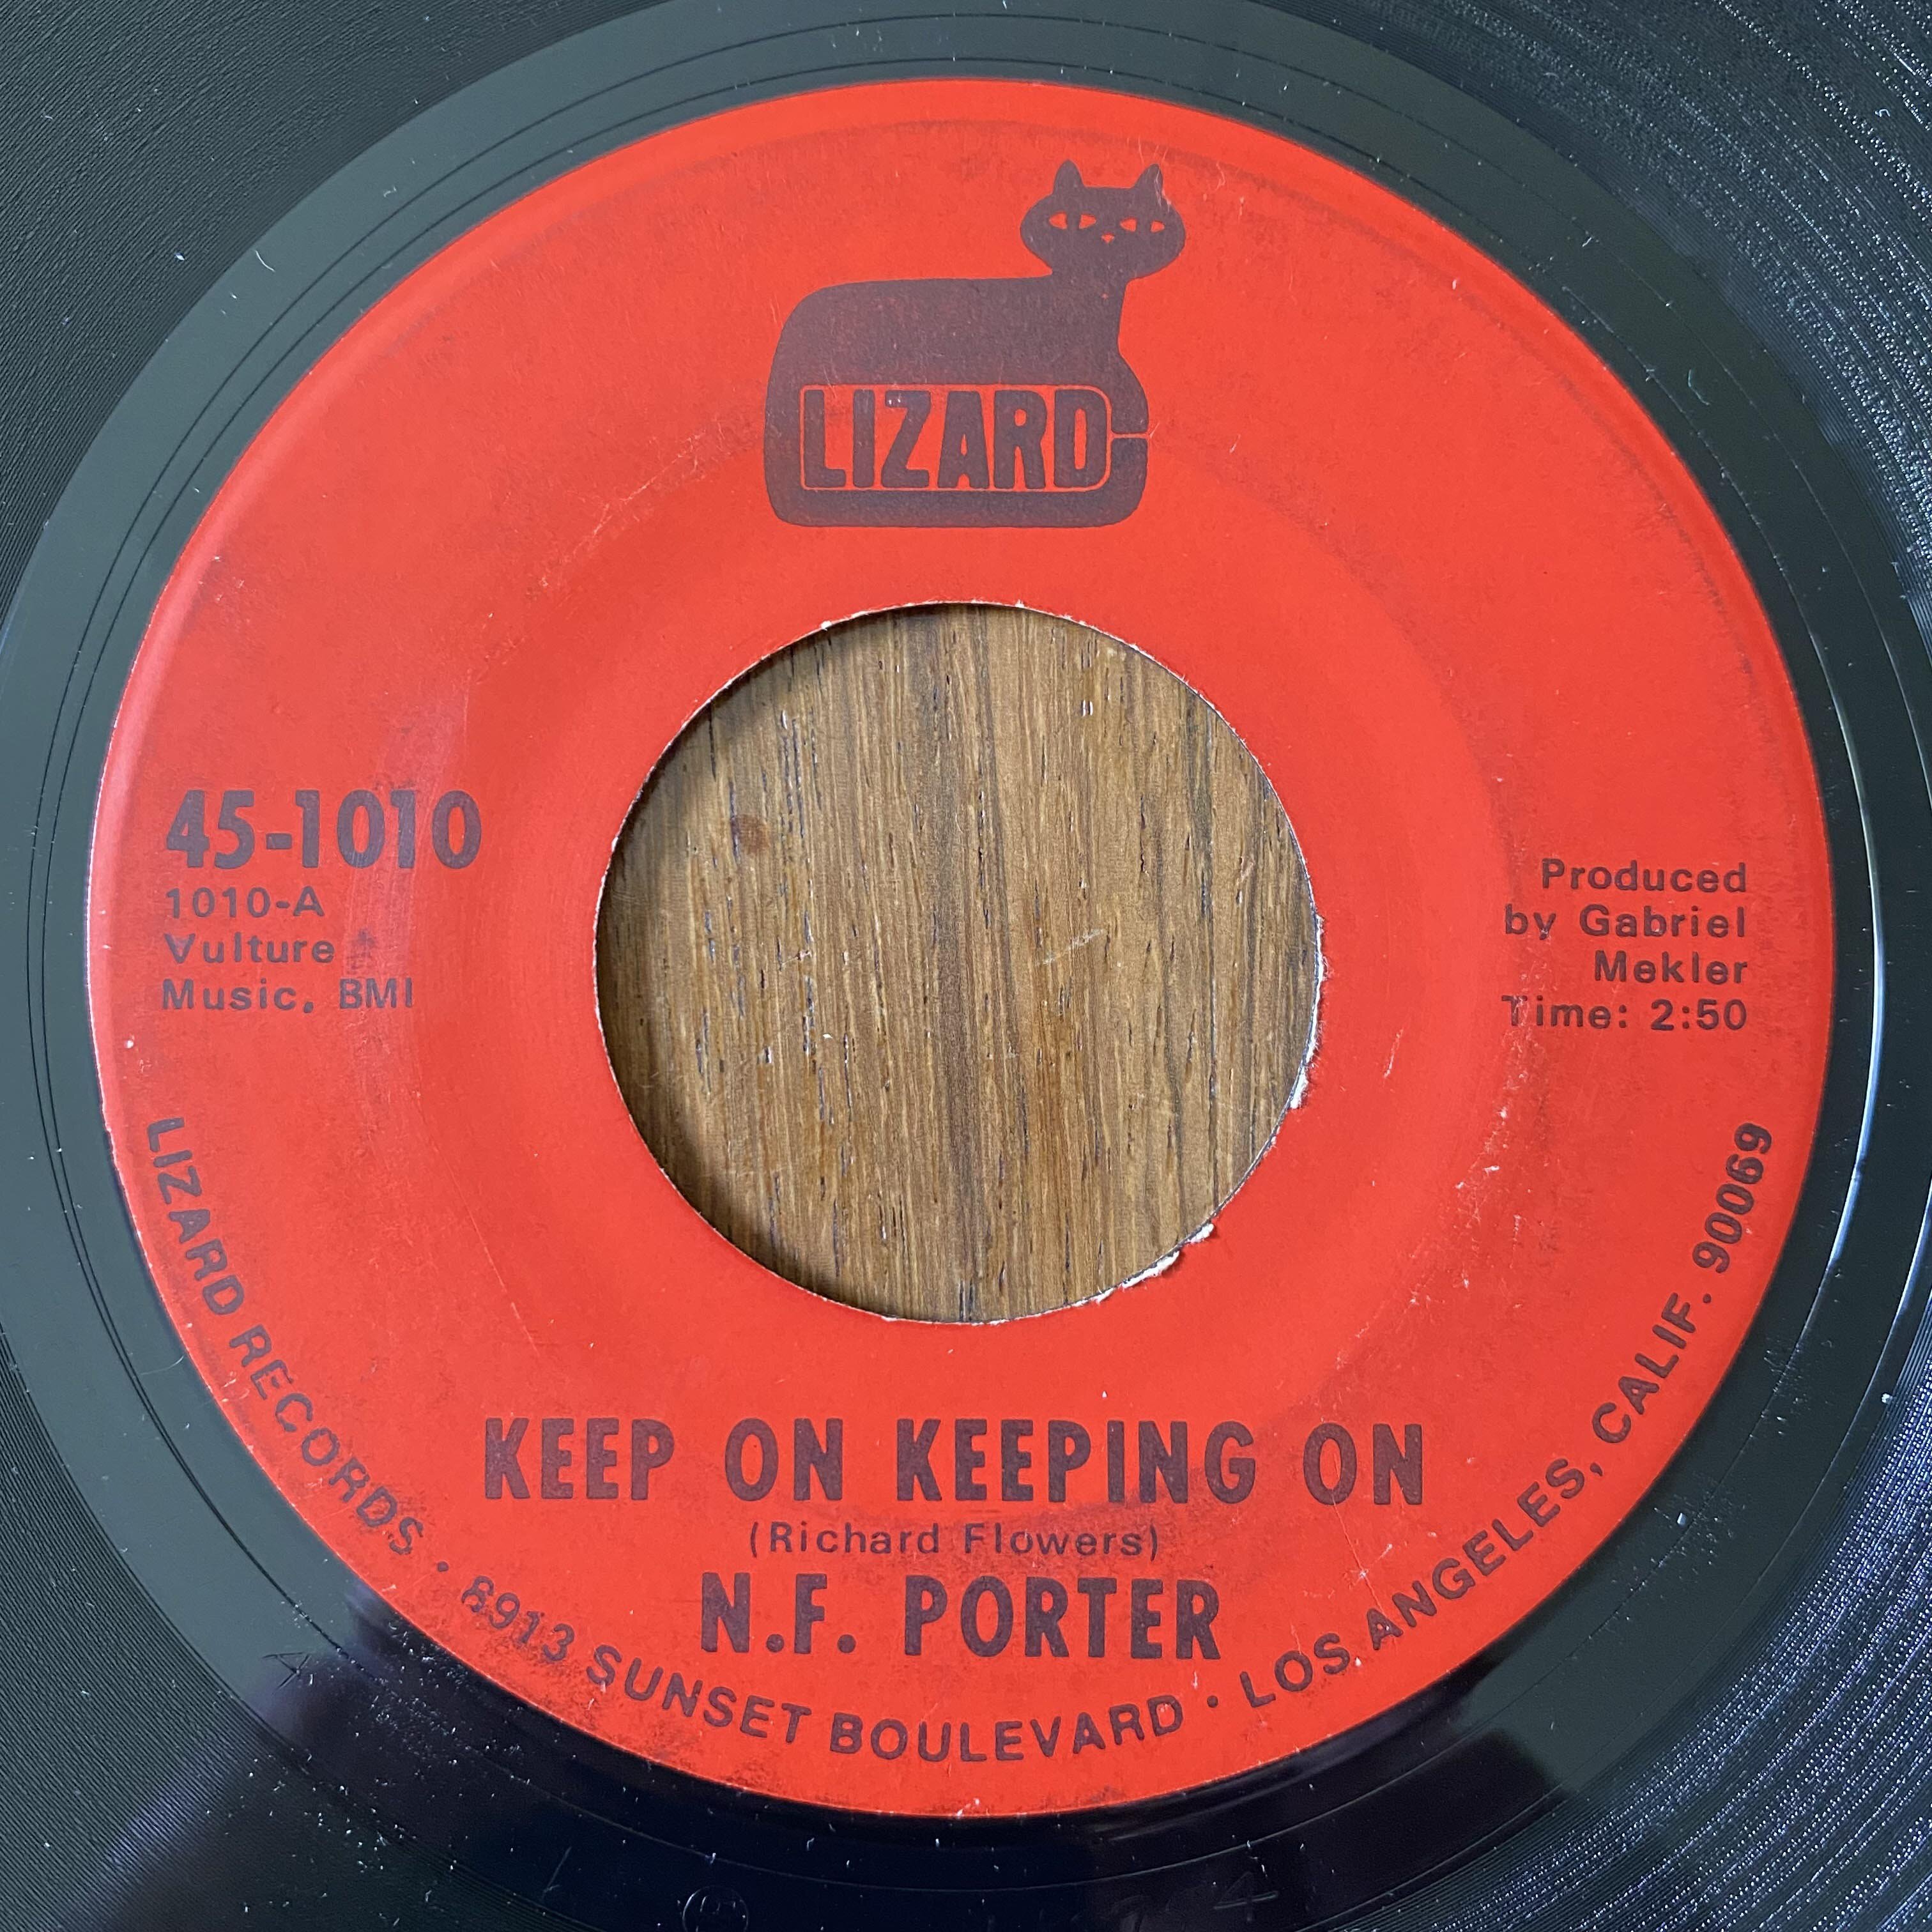 LIZARD
45-1010
1010-A
Vulture
Music, BMI
Produced
by Gabriel
Mekler
Time: 2:50
KEEP ON KEEPING ON
(Richard Flowers)
N.F. PORTER
LIZARD RECORDS · 8913 SUNSET BOULEVARD · LOS ANGELES, CALIF. 90069